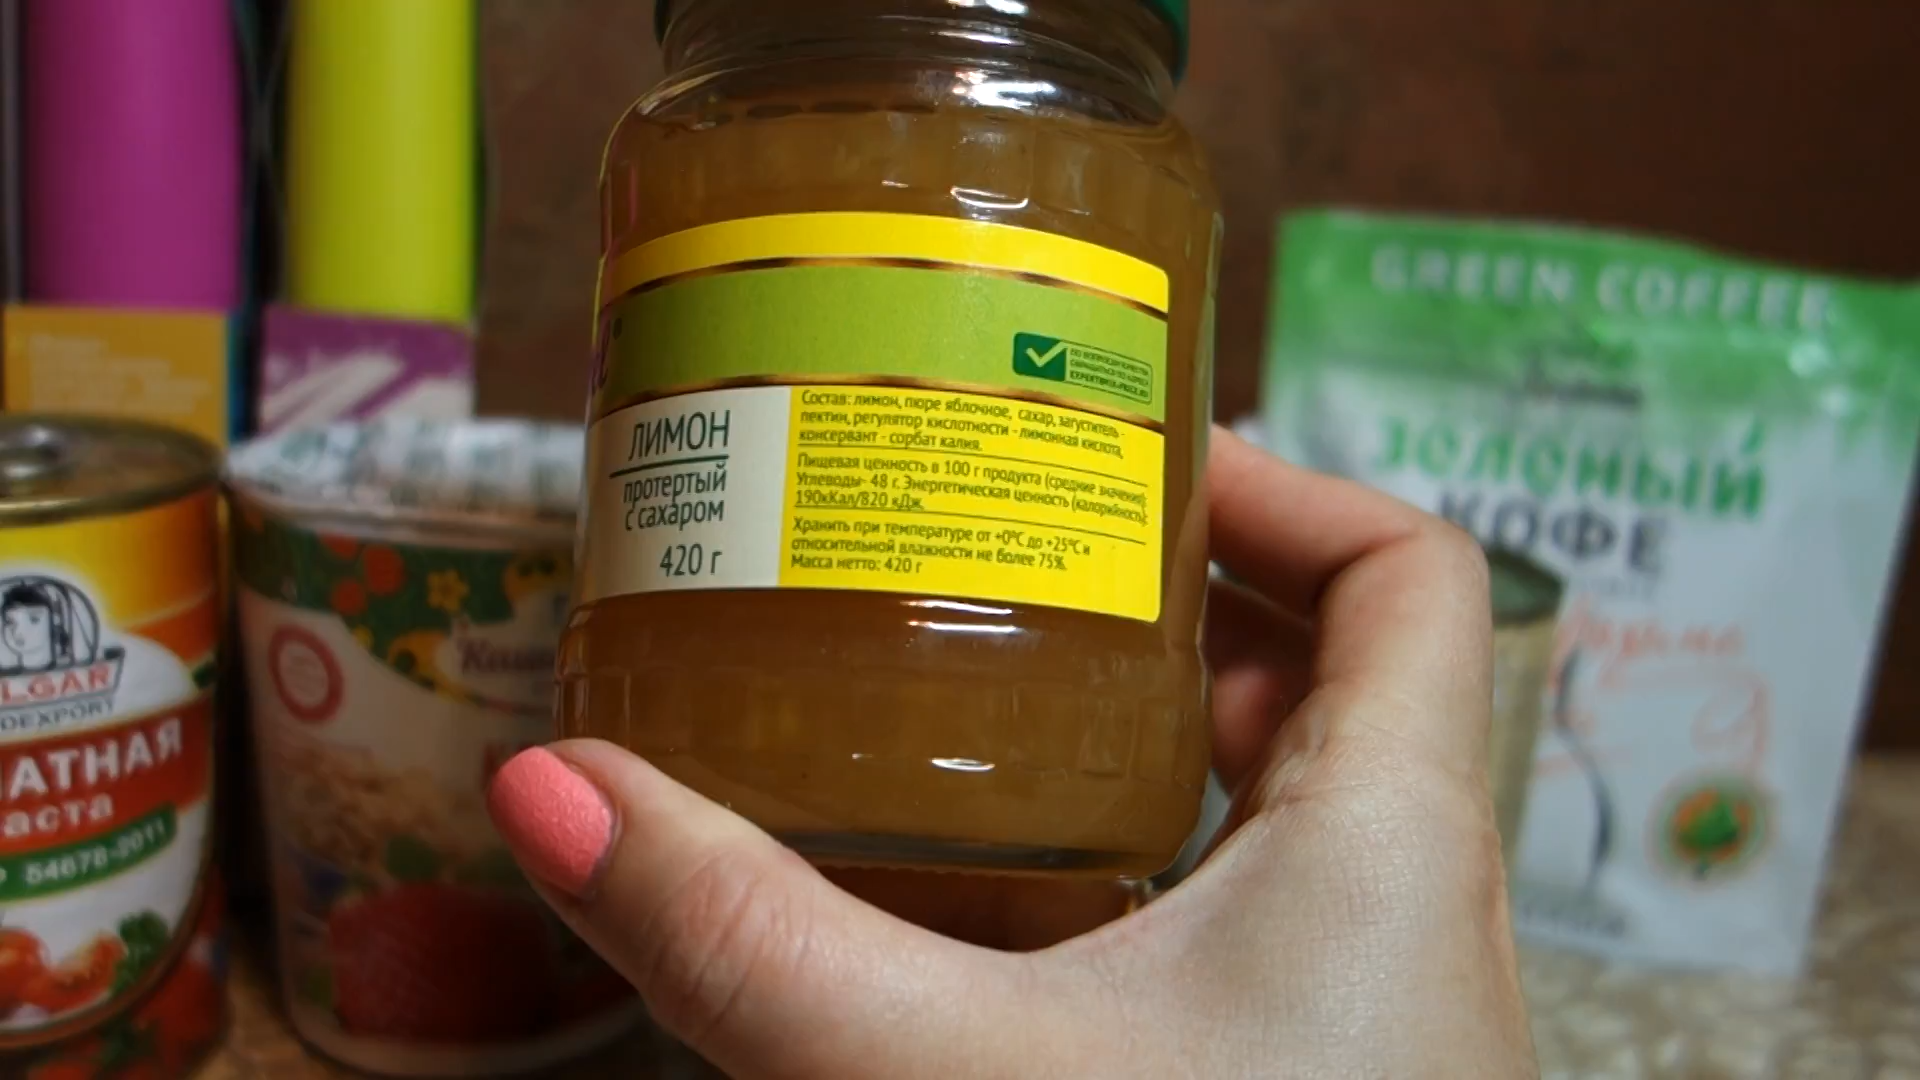 GREEN COFFEE
зеленый
КОФЕ
ЛИМОН
протертый
с сахаром
420 г
Состав: лимон, пюре яблочное, сахар, загуститель -
пектин, регулятор кислотности - лимонная кислота,
консервант - сорбат калия.
Пищевая ценность в 100 г продукта (средние значения):
Углеводы- 48 г. Энергетическая ценность (калорийность):
190кКал/820 кДж.
Хранить при температуре от +0°С до +25°С и
относительной влажности не более 75%.
Масса нетто: 420 г
LGAR
DEXPORT
АТНАЯ
аста
54678-2011